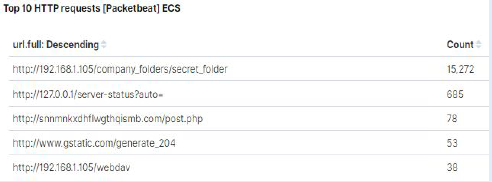 Top 10 HTTP requests [Packetbeat] ECS
url.full: Descending Count
http://192.168.1.105/company_folders/secret_folder 15,272
http://127.0.0.1/server-status?auto= 685
http://snnmnkxdhflwgthqismb.com/post.php 78
http://www.gstatic.com/generate_204 53
http://192.168.1.105/webdav 38